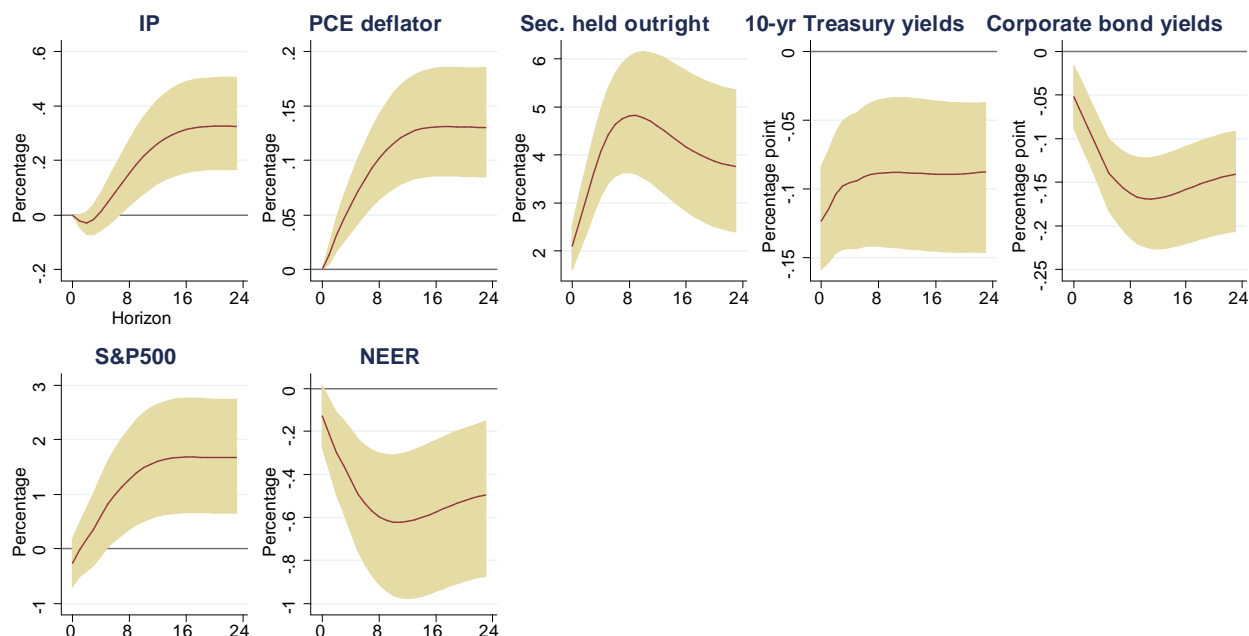 IP
PCE deflator
Sec. held outright
10-yr Treasury yields
Corporate bond yields
Percentage
.6
.4
.2
0
-.2
0 8 16 24
Horizon
Percentage
.2
.15
.1
.05
0
0 8 16 24
Percentage
6
5
4
3
2
0 8 16 24
Percentage point
0
-.05
-.1
-.15
0 8 16 24
Percentage point
0
-.05
-.1
-.15
-.2
-.25
0 8 16 24
S&P500
NEER
Percentage
3
2
1
0
-1
0 8 16 24
Percentage
0
-.2
-.4
-.6
-.8
-1
0 8 16 24